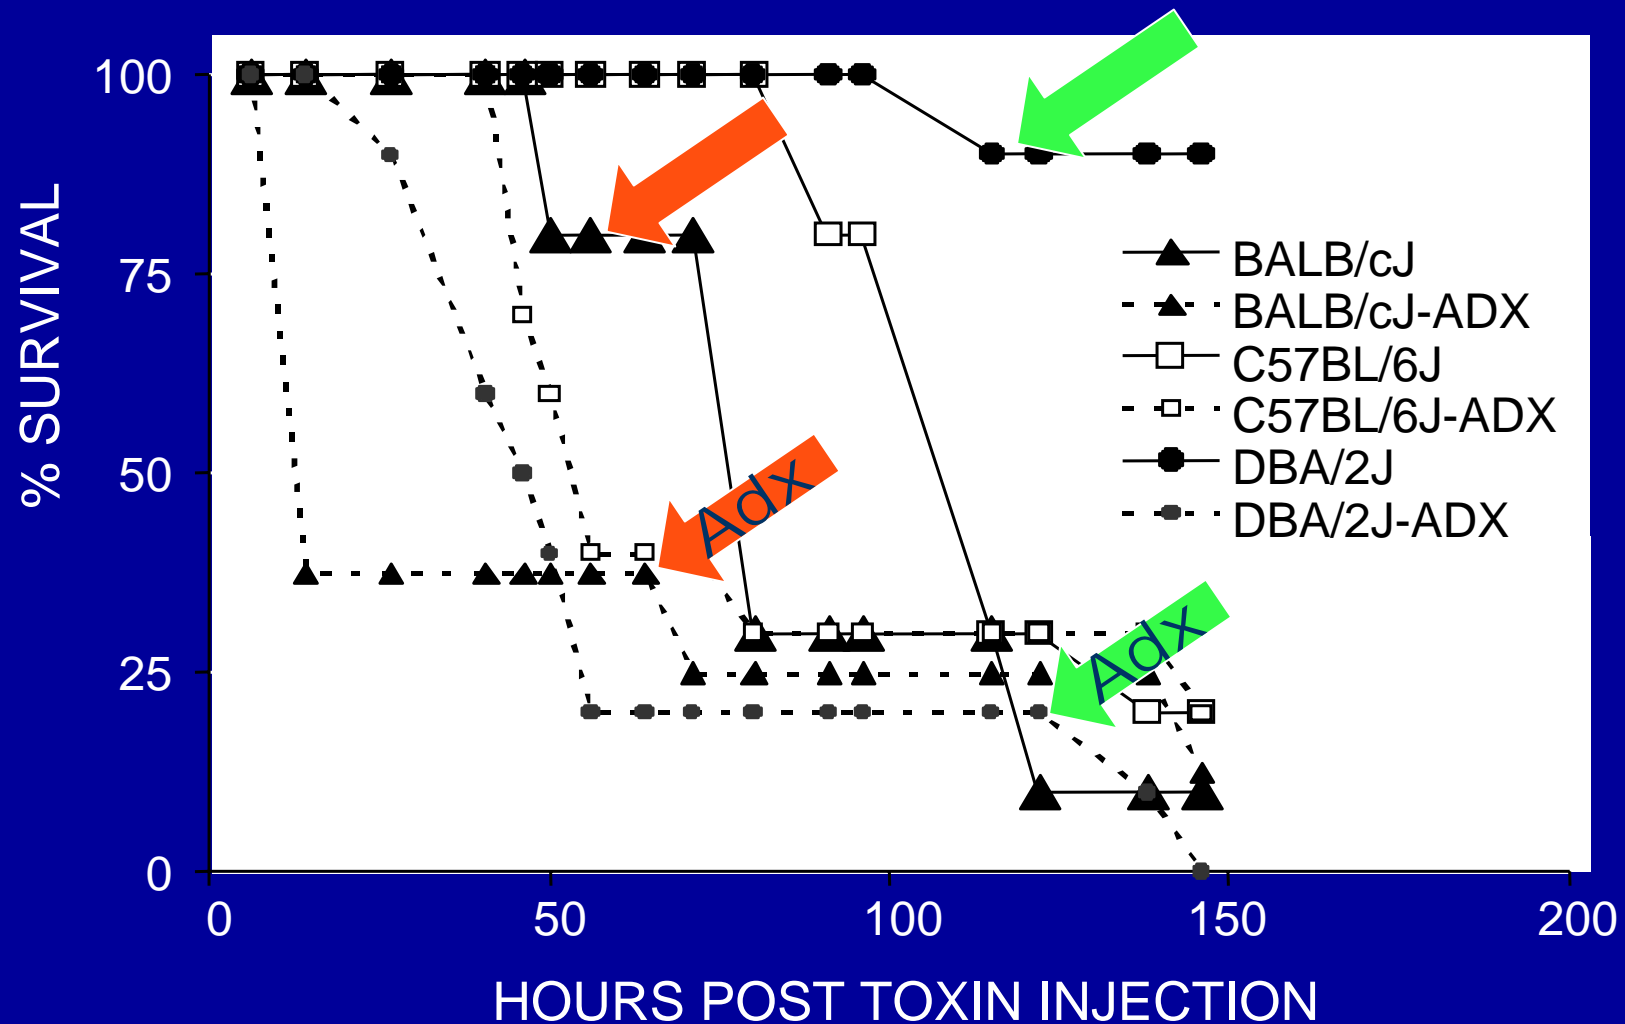 % SURVIVAL
100
75
50
25
0
BALB/cJ
BALB/cJ-ADX
C57BL/6J
C57BL/6J-ADX
DBA/2J
DBA/2J-ADX
Adx
Adx
0 50 100 150 200
HOURS POST TOXIN INJECTION